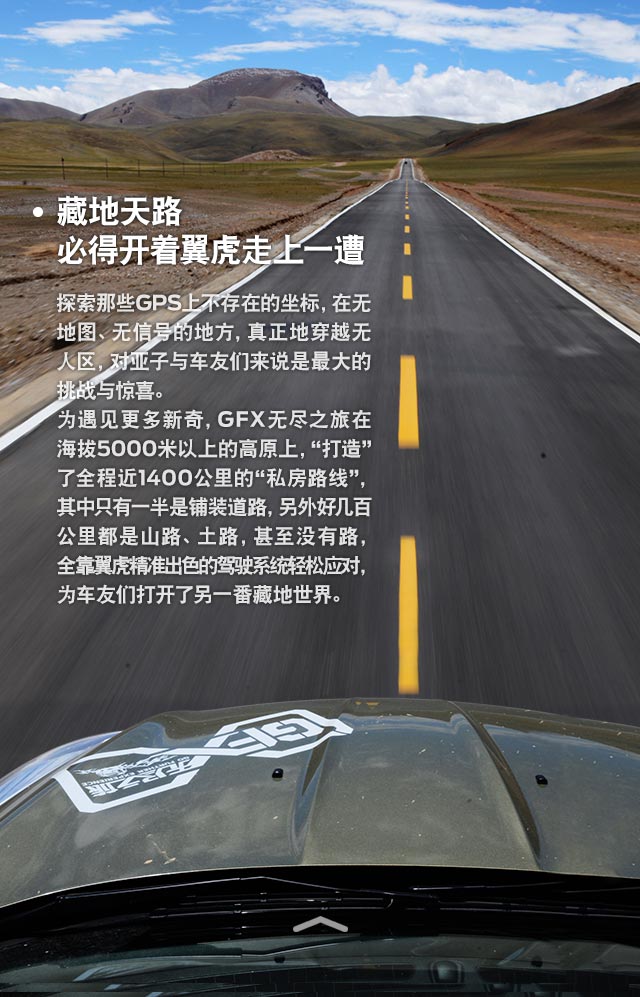 • 藏地天路
必得开着翼虎走上一遭
探索那些GPS上不存在的坐标, 在无
地图、无信号的地方, 真正地穿越无
人区, 对亚子与车友们来说是最大的
挑战与惊喜。
为遇见更多新奇, GFX无尽之旅在
海拔5000米以上的高原上, “打造”
了全程近1400公里的“私房路线”,
其中只有一半是铺装道路, 另外好几百
公里都是山路、土路, 甚至没有路,
全靠翼虎精准出色的驾驶系统轻松应对,
为车友们打开了另一番藏地世界。
GFX
无尽之旅
GO FURTHER EXPERIENCE